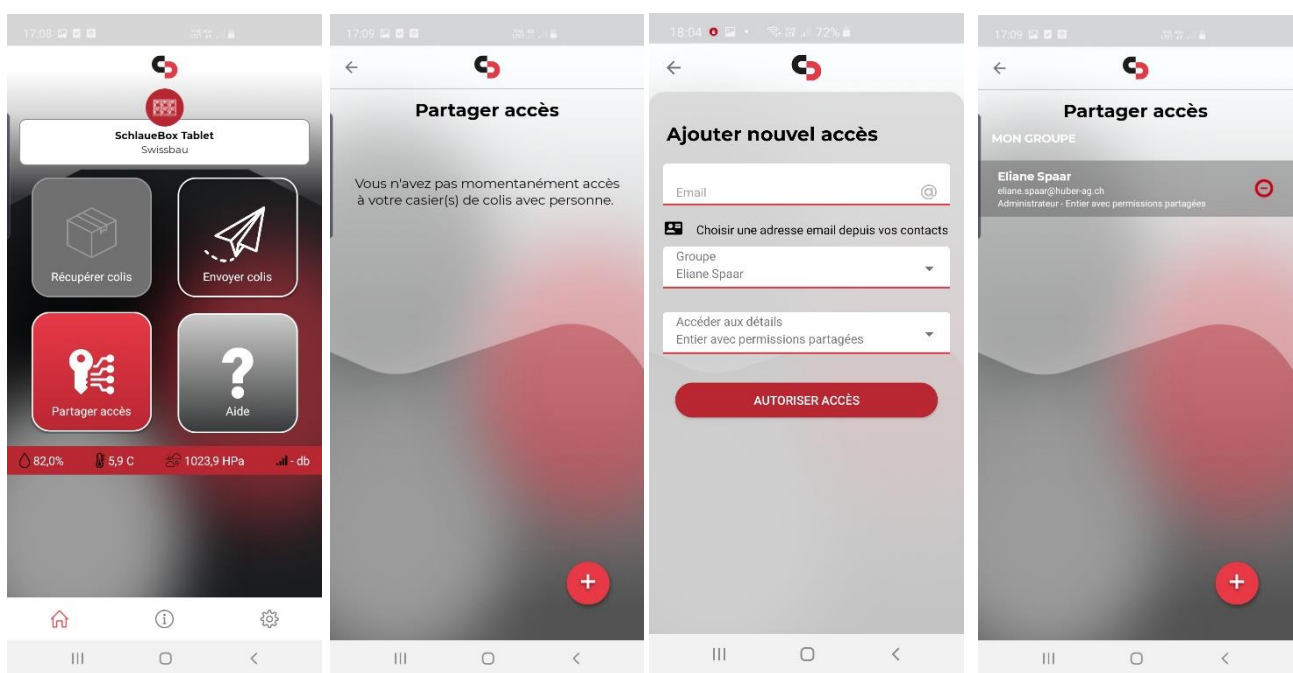 17:08
SchlaueBox Tablet
Swissbau
Récupérer colis
Envoyer colis
Partager accès
Aide
82,0%
5,9 C
1023,9 HPa
- db
17:09
Partager accès
Vous n'avez pas momentanément accès
à votre casier(s) de colis avec personne.
+
18:04
72%
Ajouter nouvel accès
Email
@
Choisir une adresse email depuis vos contacts
Groupe
Eliane Spaar
Accéder aux détails
Entier avec permissions partagées
AUTORISER ACCÈS
17:09
Partager accès
MON GROUPE
Eliane Spaar
eliane.spaar@huber-ag.ch
Administrateur - Entier avec permissions partagées
+